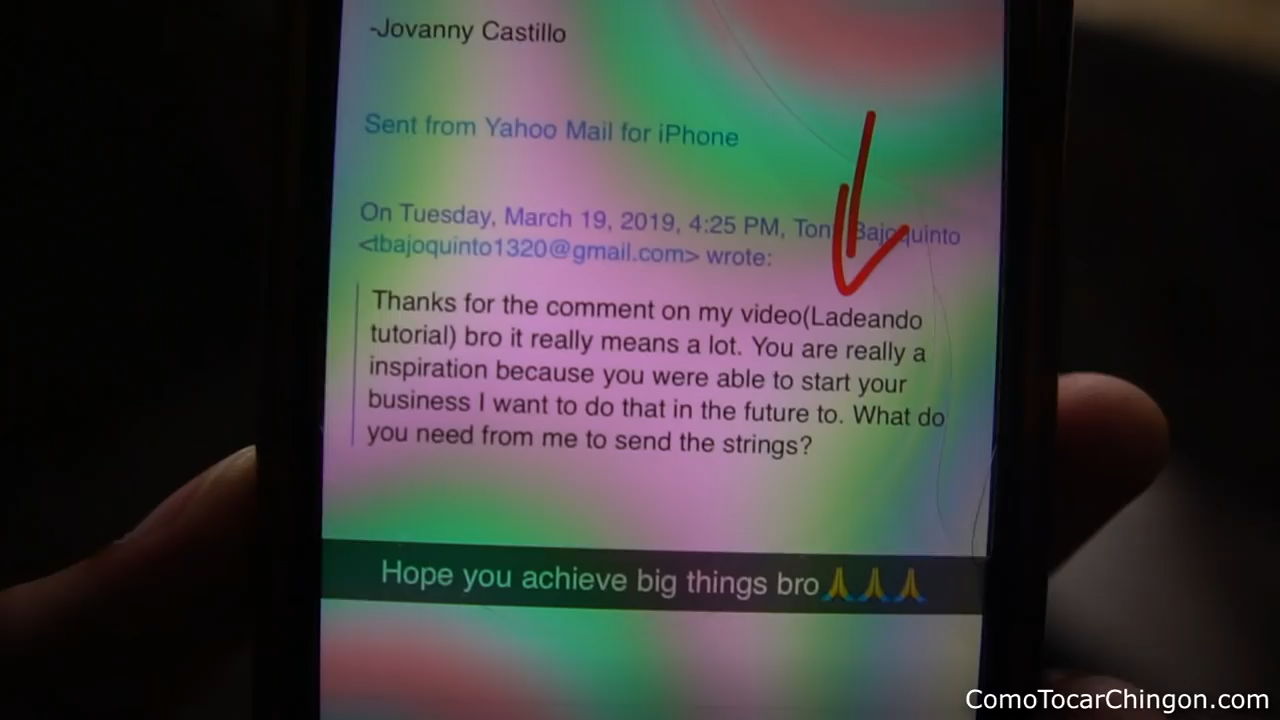 -Jovanny Castillo
Sent from Yahoo Mail for iPhone
On Tuesday, March 19, 2019, 4:25 PM, Bajoquinto
<tbajoquinto1320@gmail.com> wrote:
Thanks for the comment on my video(Ladeando
tutorial) bro it really means a lot. You are really a
inspiration because you were able to start your
business I want to do that in the future to. What do
you need from me to send the strings?
Hope you achieve big things bro🙏🙏🙏
ComoTocarChingon.com